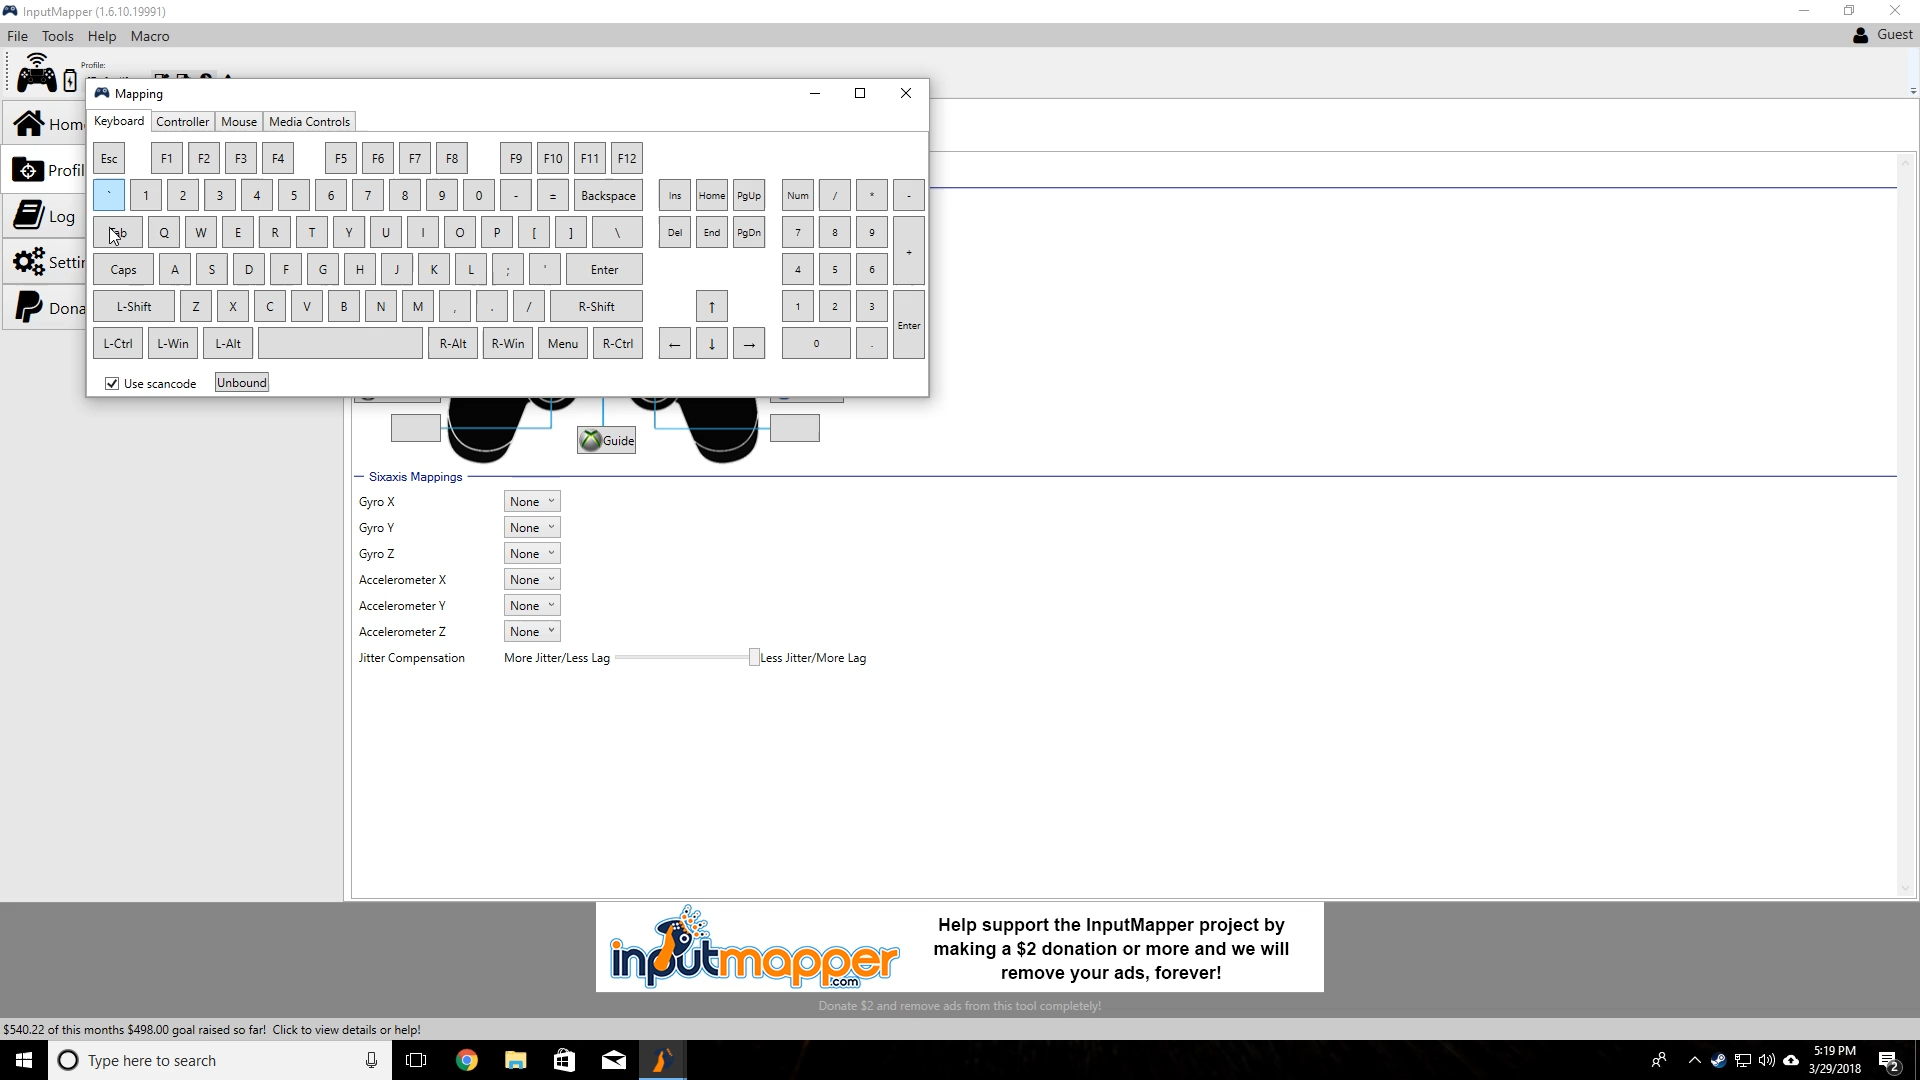 InputMapper (1.6.10.19991)
File Tools Help Macro
Guest
Profile:
Mapping
Keyboard Controller Mouse Media Controls
Esc F1 F2 F3 F4 F5 F6 F7 F8 F9 F10 F11 F12
` 1 2 3 4 5 6 7 8 9 0 - = Backspace Ins Home PgUp Num / * -
Q W E R T Y U I O P [ ] \ Del End PgDn 7 8 9 +
Caps A S D F G H J K L ; ' Enter 4 5 6
L-Shift Z X C V B N M , . / R-Shift ↑ 1 2 3 Enter
L-Ctrl L-Win L-Alt R-Alt R-Win Menu R-Ctrl ← ↓ → 0 .
Use scancode Unbound
Hom
Profil
Log
Settin
Dona
Guide
Sixaxis Mappings
Gyro X None
Gyro Y None
Gyro Z None
Accelerometer X None
Accelerometer Y None
Accelerometer Z None
Jitter Compensation More Jitter/Less Lag Less Jitter/More Lag
inputmapper
.com
Help support the InputMapper project by
making a $2 donation or more and we will
remove your ads, forever!
Donate $2 and remove ads from this tool completely!
$540.22 of this months $498.00 goal raised so far! Click to view details or help!
Type here to search
5:19 PM
3/29/2018
2